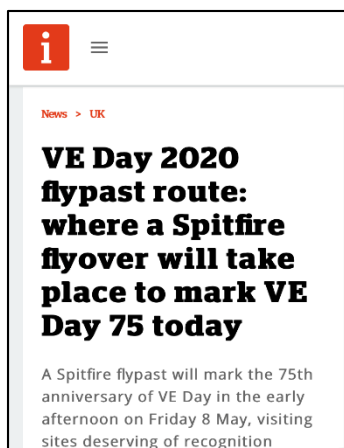 i
News > UK
VE Day 2020
flypast route:
where a Spitfire
flyover will take
place to mark VE
Day 75 today
A Spitfire flypast will mark the 75th
anniversary of VE Day in the early
afternoon on Friday 8 May, visiting
sites deserving of recognition